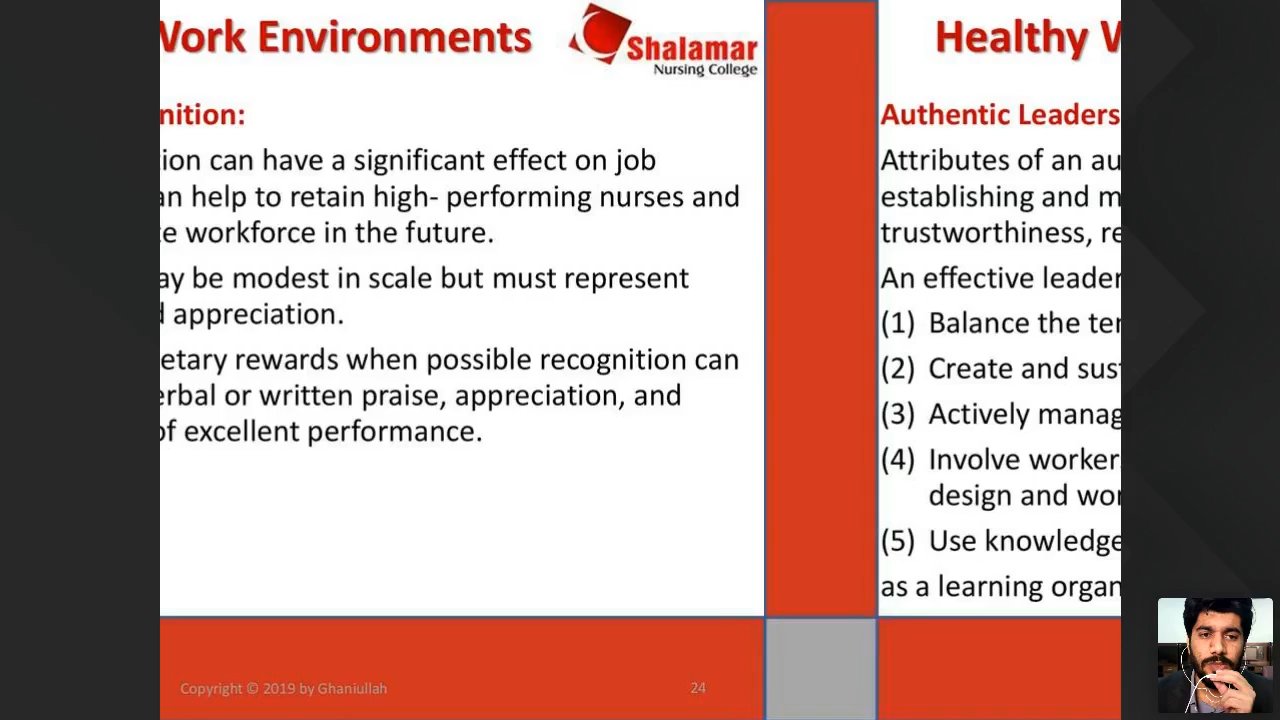 Work Environments
Shalamar
Nursing College
nition:
ion can have a significant effect on job
an help to retain high- performing nurses and
te workforce in the future.
ay be modest in scale but must represent
d appreciation.
etary rewards when possible recognition can
erbal or written praise, appreciation, and
of excellent performance.
Copyright © 2019 by Ghaniullah
24
Healthy W
Authentic Leaders
Attributes of an au
establishing and m
trustworthiness, re
An effective leader
(1) Balance the ter
(2) Create and sus
(3) Actively manag
(4) Involve worker
design and wor
(5) Use knowledge
as a learning organ